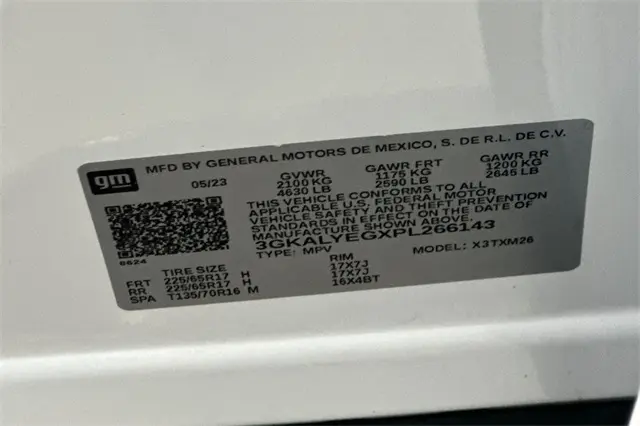 gm
MFD BY GENERAL MOTORS DE MEXICO, S. DE R.L. DE C.V.
05/23 GVWR GAWR FRT GAWR RR
2100 KG 1175 KG 1200 KG
4630 LB 2590 LB 2645 LB
THIS VEHICLE CONFORMS TO ALL
APPLICABLE U.S. FEDERAL MOTOR
VEHICLE SAFETY AND THEFT PREVENTION
STANDARDS IN EFFECT ON THE DATE OF
MANUFACTURE SHOWN ABOVE.
3GKALYEGXPL266143
6624 TYPE: MPV MODEL: X3TXM26
TIRE SIZE RIM
FRT 225/65R17 H 17X7J
RR 225/65R17 H 17X7J
SPA T135/70R16 M 16X4BT